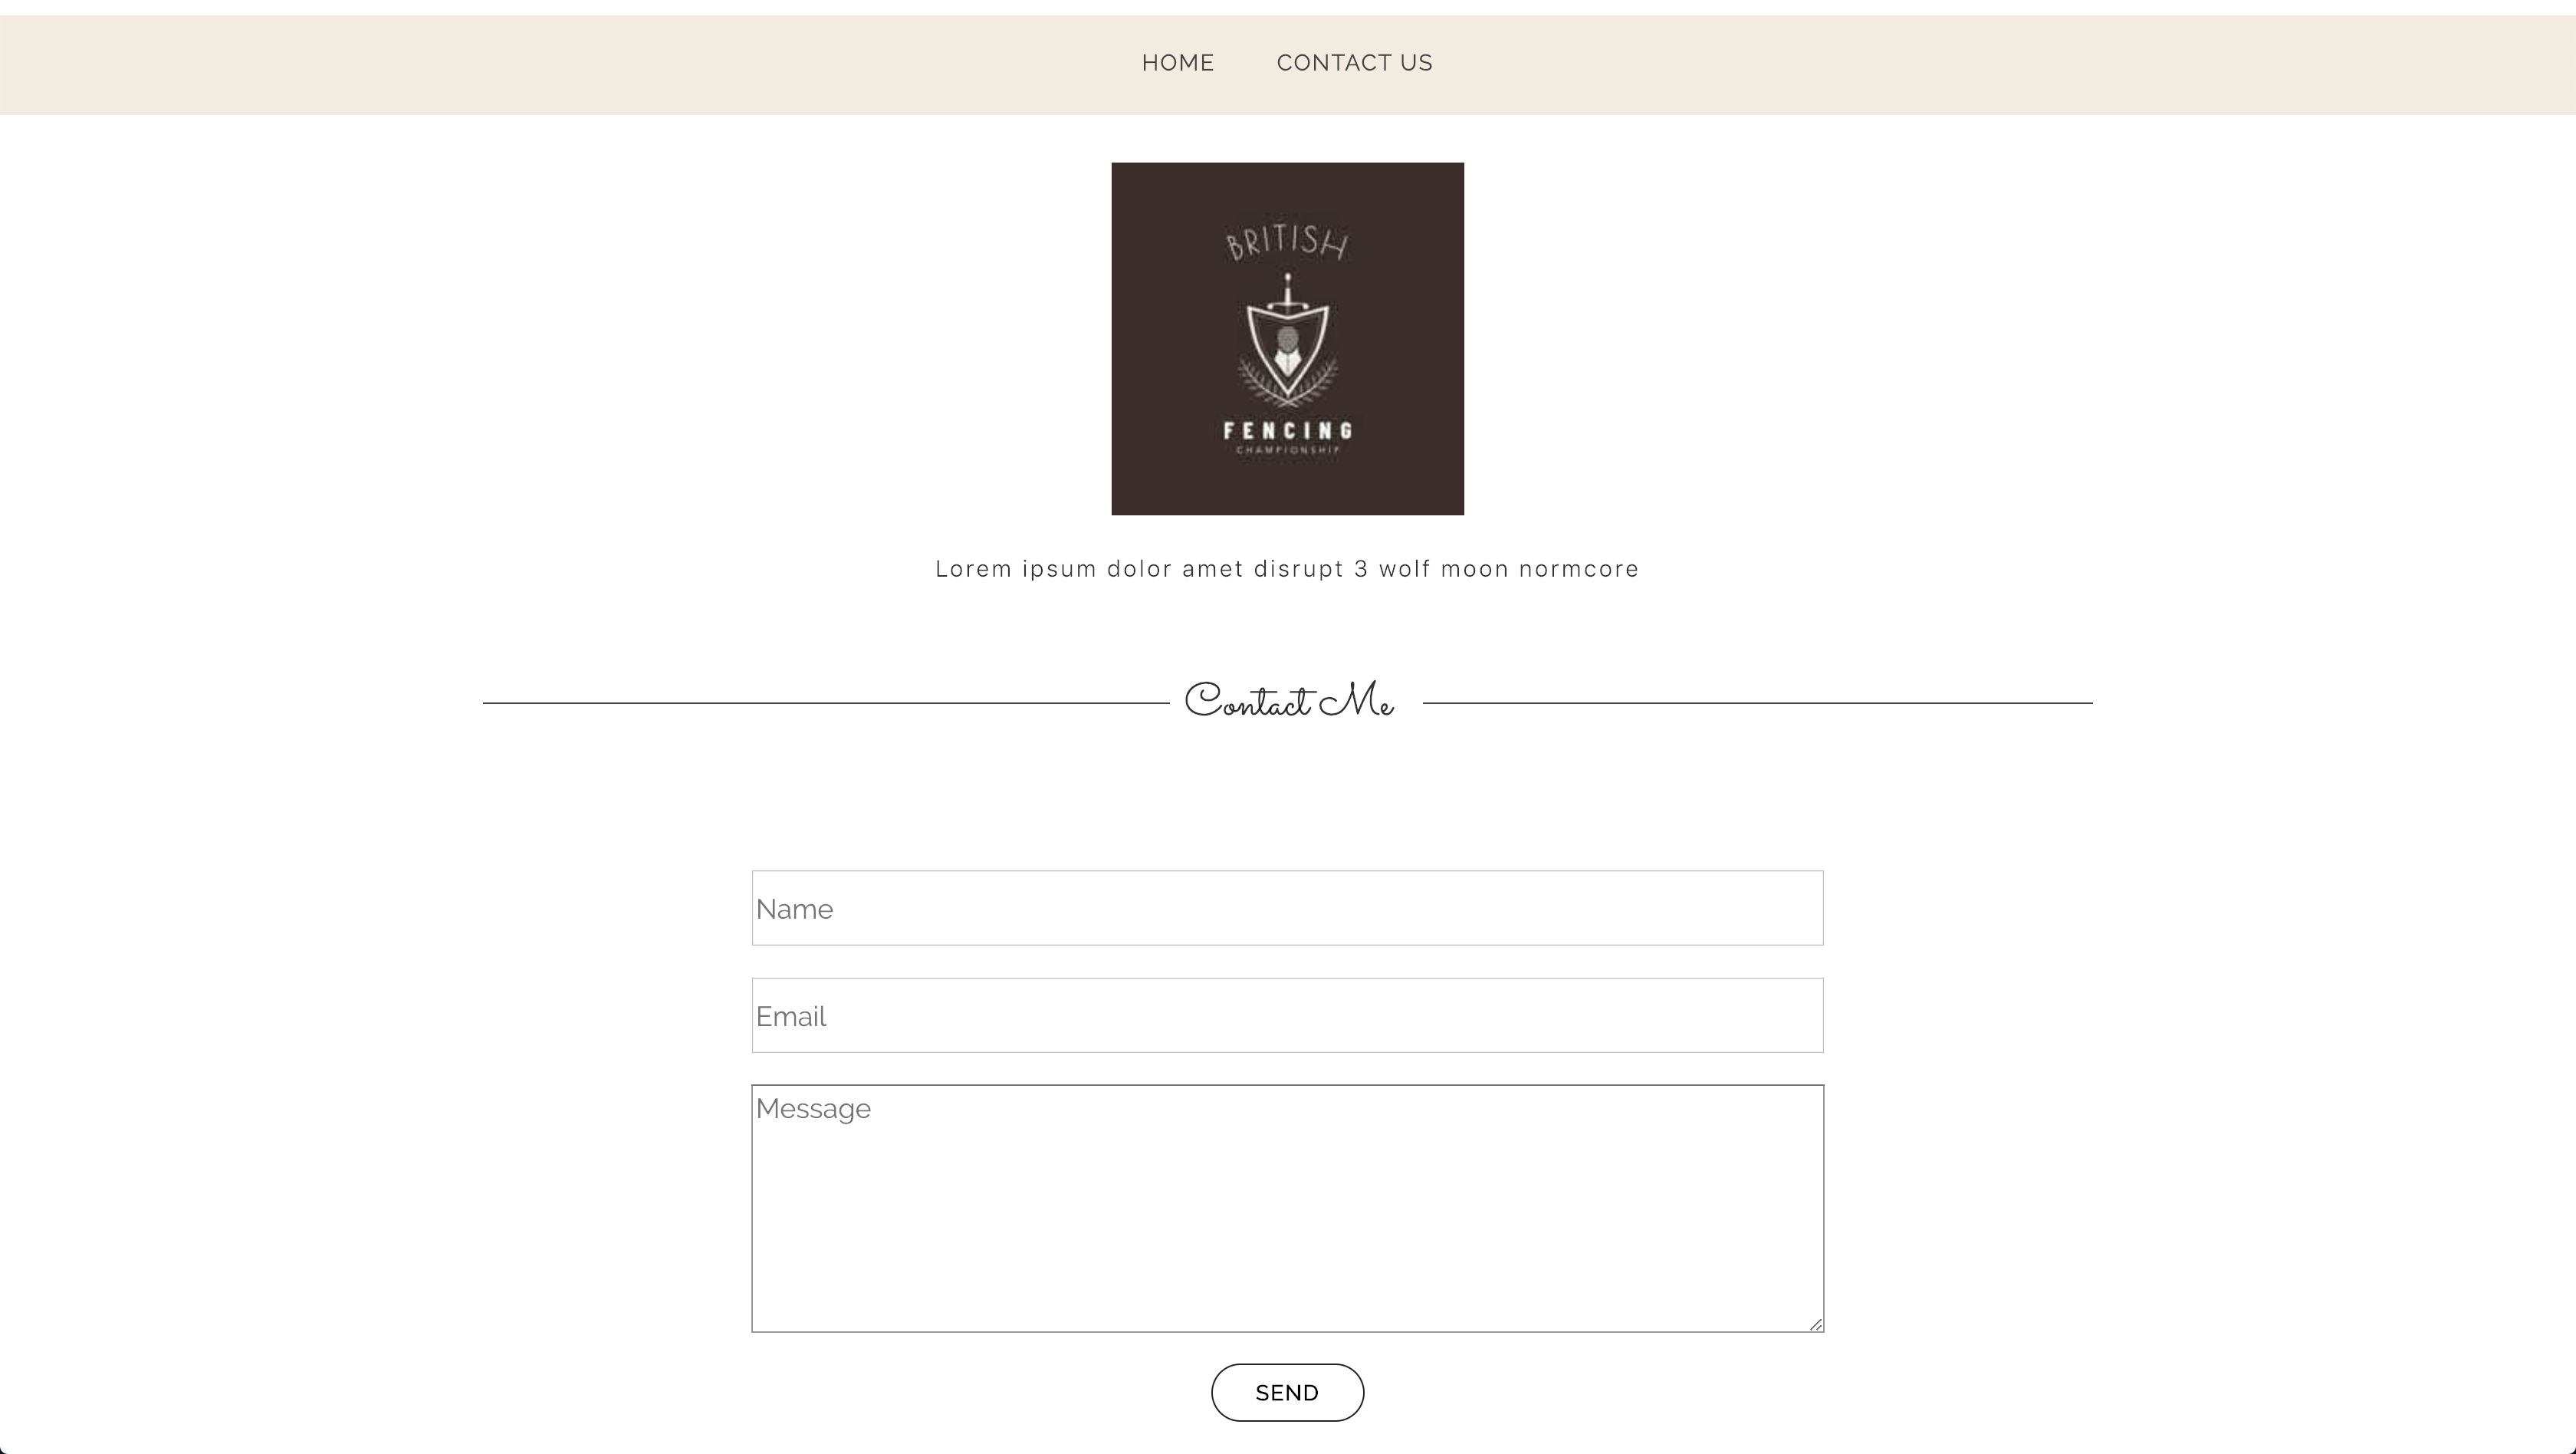 HOME CONTACT US
BRITISH
FENCING
CHAMPIONSHIP
Lorem ipsum dolor amet disrupt 3 wolf moon normcore
Contact Me
Name
Email
Message
SEND